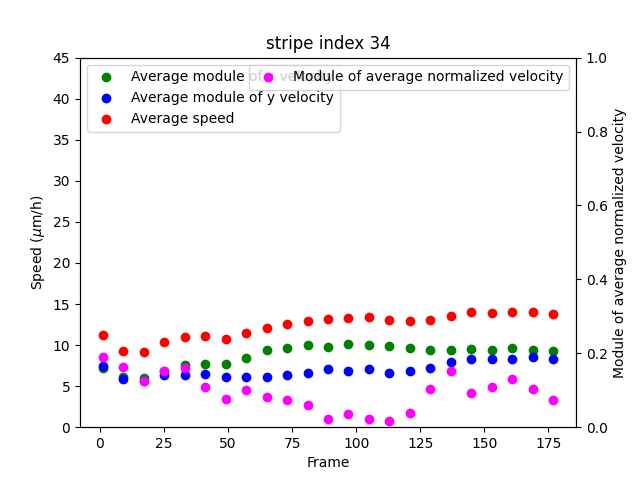 stripe index 34
Average module of x velocity
Average module of y velocity
Average speed
Module of average normalized velocity
Speed (μm/h)
45
40
35
30
25
20
15
10
5
0
1.0
0.8
0.6
0.4
0.2
0.0
Module of average normalized velocity
0 25 50 75 100 125 150 175
Frame